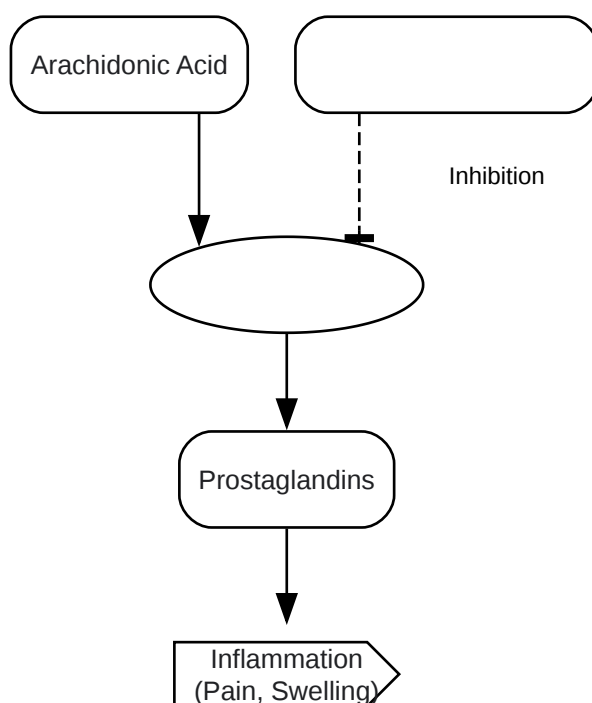 Arachidonic Acid
Inhibition
Prostaglandins
Inflammation
(Pain, Swelling)